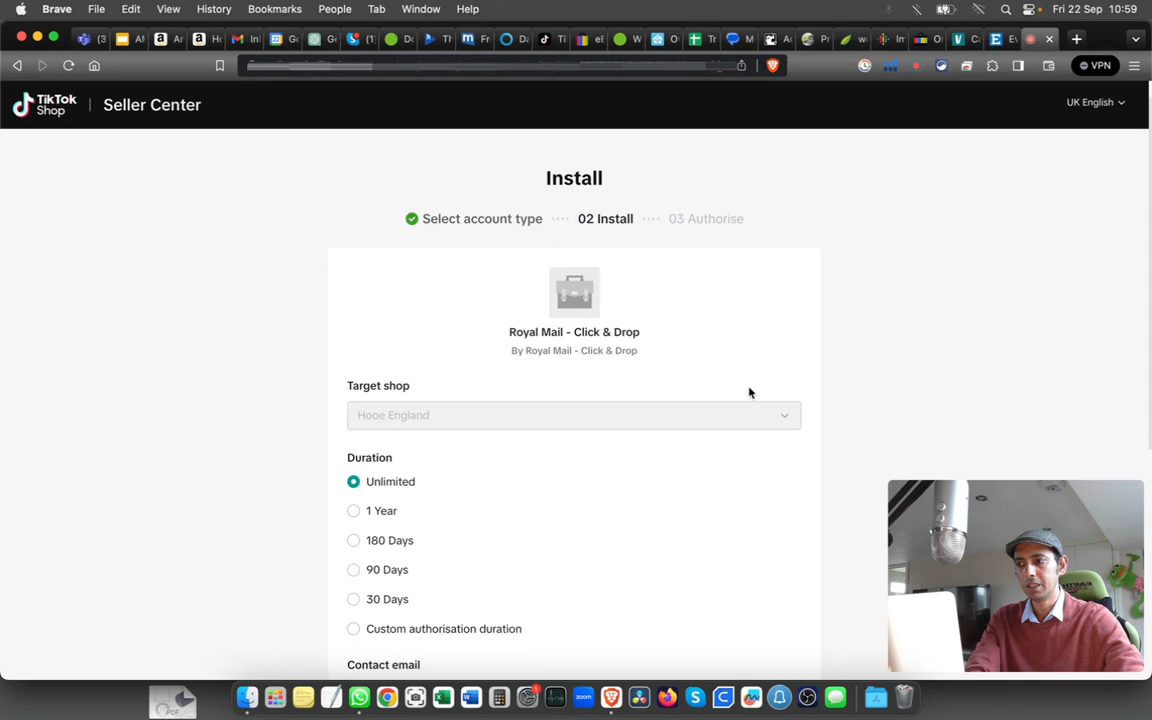 Brave File Edit View History Bookmarks People Tab Window Help Fri 22 Sep 10:59
VPN
TikTok Shop | Seller Center UK English
Install
Select account type 02 Install 03 Authorise
Royal Mail - Click & Drop
By Royal Mail - Click & Drop
Target shop
Hooe England
Duration
Unlimited
1 Year
180 Days
90 Days
30 Days
Custom authorisation duration
Contact email
zoom
PDF